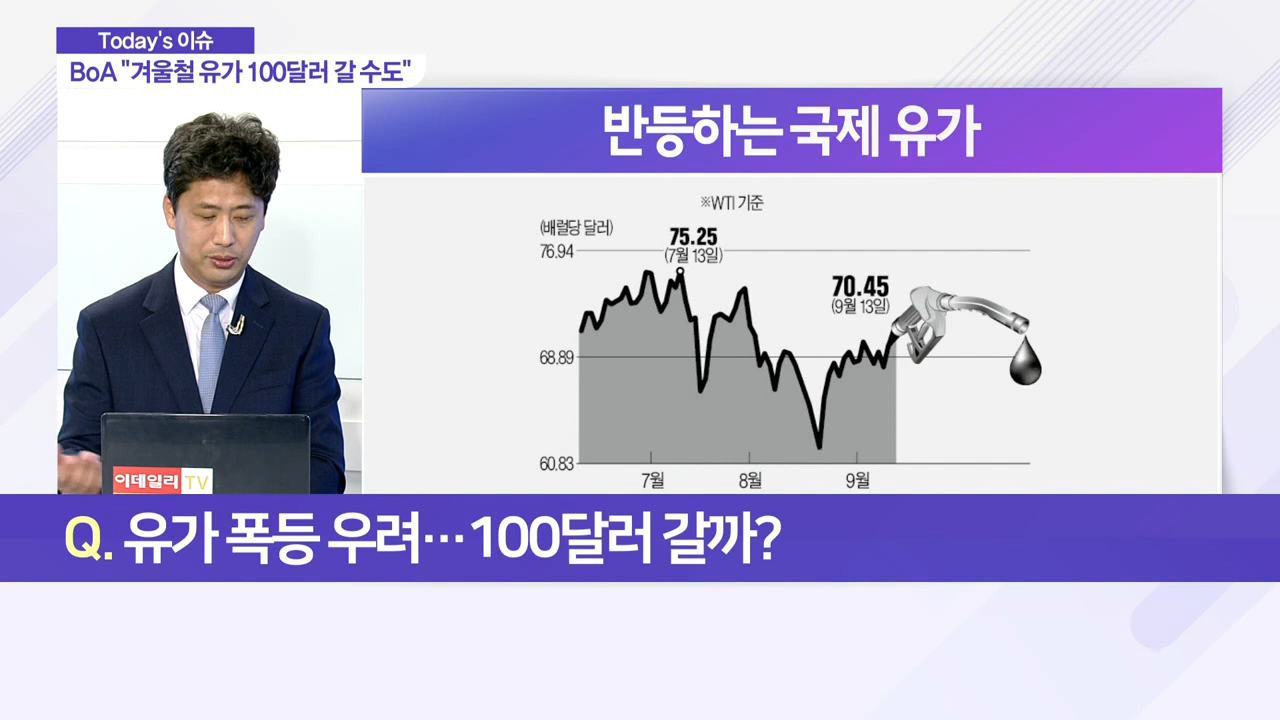 Today's 이슈
BoA "겨울철 유가 100달러 갈 수도"
반등하는 국제 유가
※WTI 기준
(배럴당 달러)
76.94
75.25
(7월 13일)
70.45
(9월 13일)
68.89
60.83
7월
8월
9월
이데일리 TV
Q. 유가 폭등 우려…100달러 갈까?